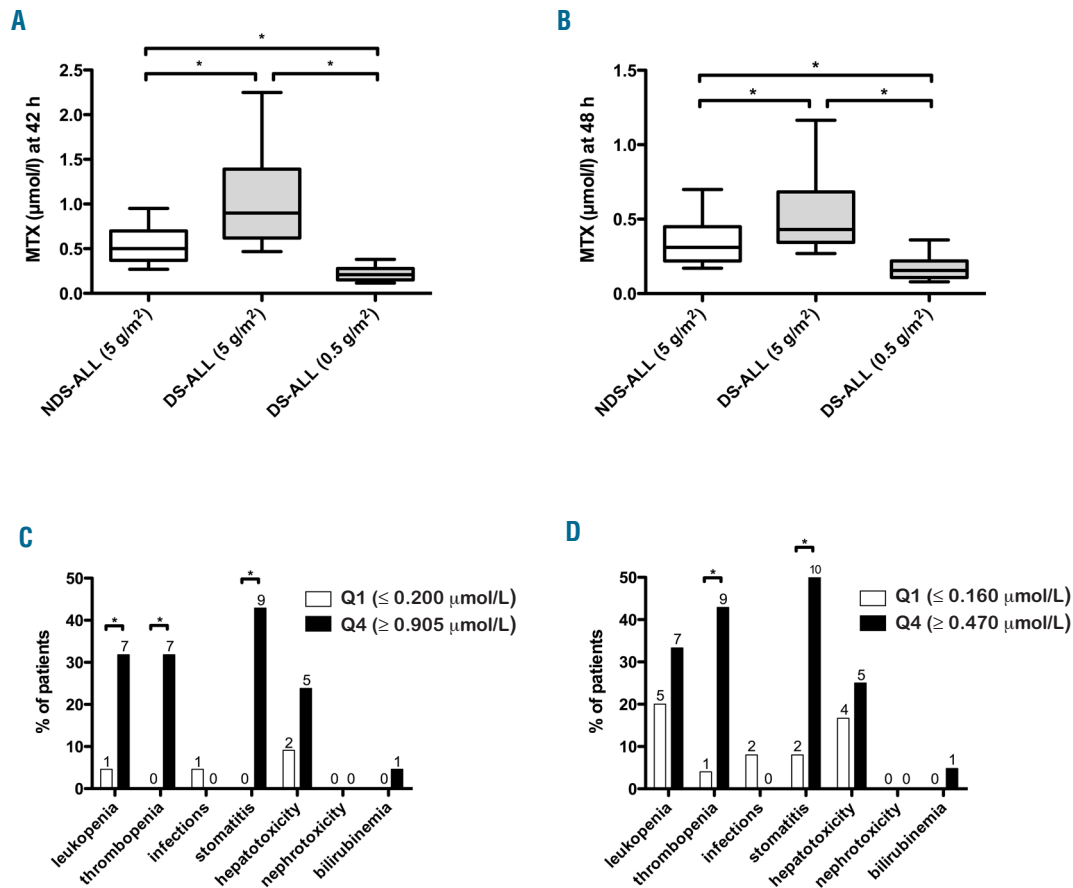 A
B
*
* *
MTX (μmol/l) at 42 h
2.5
2.0
1.5
1.0
0.5
0.0
NDS-ALL (5 g/m²)
DS-ALL (5 g/m²)
DS-ALL (0.5 g/m²)
*
* *
MTX (μmol/l) at 48 h
1.5
1.0
0.5
0.0
NDS-ALL (5 g/m²)
DS-ALL (5 g/m²)
DS-ALL (0.5 g/m²)
C
D
% of patients
50
40
30
20
10
0
* * *
1 7 0 7 1 0 0 9 2 5 0 0 0 1
Q1 (≤ 0.200 μmol/L)
Q4 (≥ 0.905 μmol/L)
leukopenia
thrombopenia
infections
stomatitis
hepatotoxicity
nephrotoxicity
bilirubinemia
% of patients
50
40
30
20
10
0
* *
5 7 1 9 2 0 2 10 4 5 0 0 0 1
Q1 (≤ 0.160 μmol/L)
Q4 (≥ 0.470 μmol/L)
leukopenia
thrombopenia
infections
stomatitis
hepatotoxicity
nephrotoxicity
bilirubinemia